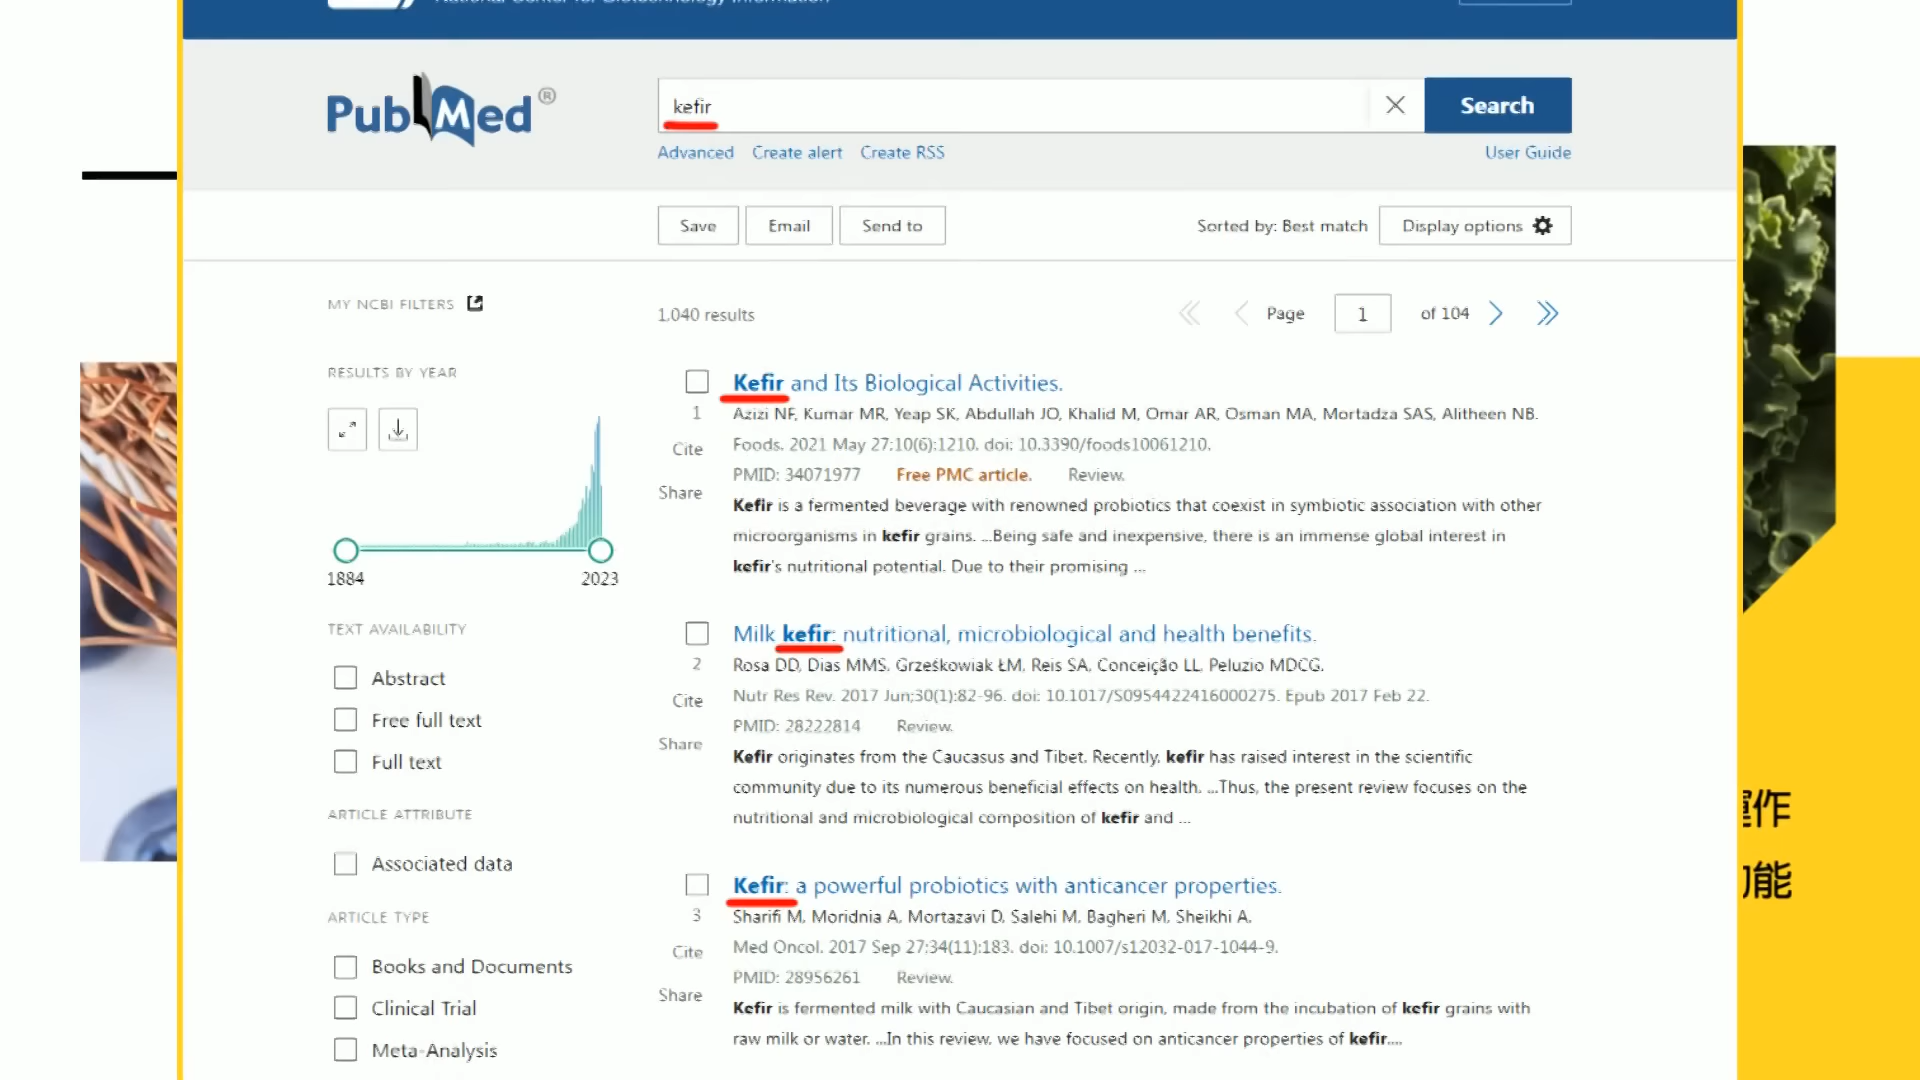 National Center for Biotechnology Information
PubMed®
kefir
Search
Advanced Create alert Create RSS User Guide
Save Email Send to Sorted by: Best match Display options
MY NCBI FILTERS
1,040 results
Page 1 of 104
RESULTS BY YEAR
1884 2023
TEXT AVAILABILITY
Abstract
Free full text
Full text
ARTICLE ATTRIBUTE
Associated data
ARTICLE TYPE
Books and Documents
Clinical Trial
Meta-Analysis
Kefir and Its Biological Activities.
1 Azizi NF, Kumar MR, Yeap SK, Abdullah JO, Khalid M, Omar AR, Osman MA, Mortadza SAS, Alitheen NB.
Cite Foods. 2021 May 27;10(6):1210. doi: 10.3390/foods10061210.
PMID: 34071977 Free PMC article. Review.
Share
Kefir is a fermented beverage with renowned probiotics that coexist in symbiotic association with other
microorganisms in kefir grains. ...Being safe and inexpensive, there is an immense global interest in
kefir's nutritional potential. Due to their promising ...
Milk kefir: nutritional, microbiological and health benefits.
2 Rosa DD, Dias MMS, Grześkowiak ŁM, Reis SA, Conceição LL, Peluzio MDCG.
Cite Nutr Res Rev. 2017 Jun;30(1):82-96. doi: 10.1017/S0954422416000275. Epub 2017 Feb 22.
PMID: 28222814 Review.
Share
Kefir originates from the Caucasus and Tibet. Recently, kefir has raised interest in the scientific
community due to its numerous beneficial effects on health. ...Thus, the present review focuses on the
nutritional and microbiological composition of kefir and ...
Kefir: a powerful probiotics with anticancer properties.
3 Sharifi M, Moridnia A, Mortazavi D, Salehi M, Bagheri M, Sheikhi A.
Cite Med Oncol. 2017 Sep 27;34(11):183. doi: 10.1007/s12032-017-1044-9.
PMID: 28956261 Review.
Share
Kefir is fermented milk with Caucasian and Tibet origin, made from the incubation of kefir grains with
raw milk or water. ...In this review, we have focused on anticancer properties of kefir....
運作
功能